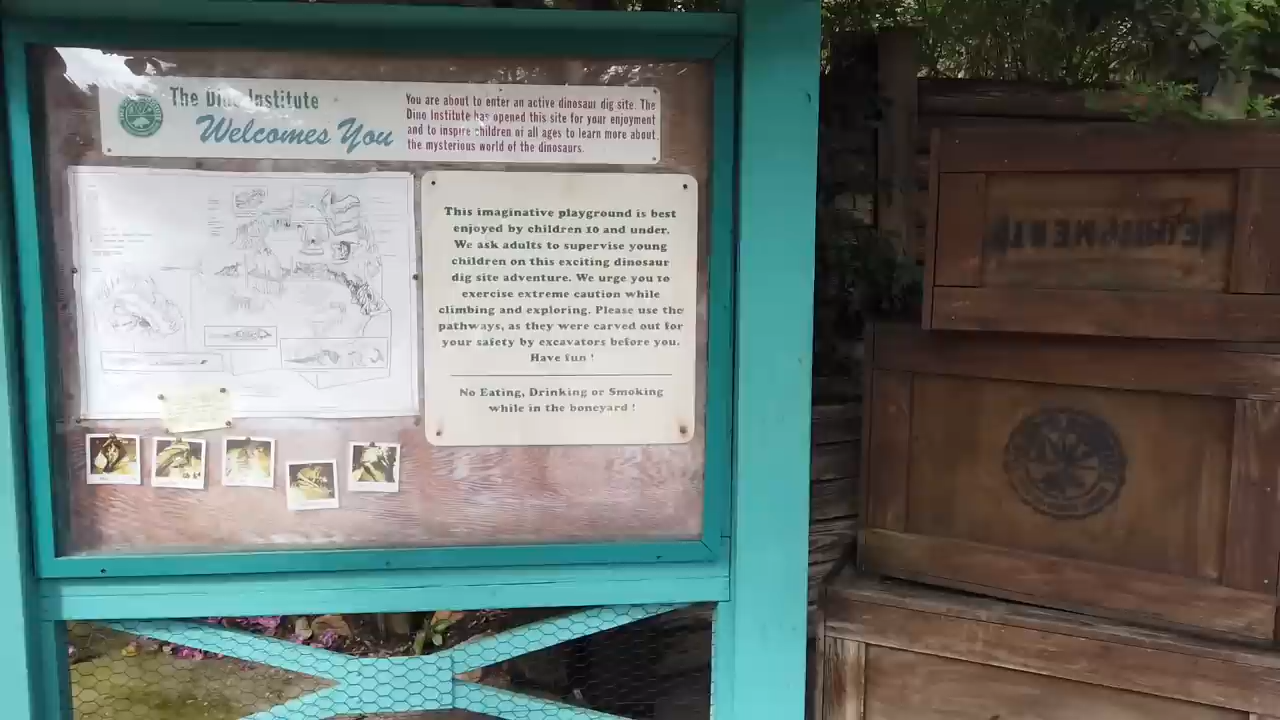 The Dino Institute
Welcomes You
You are about to enter an active dinosaur dig site. The
Dino Institute has opened this site for your enjoyment
and to inspire children of all ages to learn more about
the mysterious world of the dinosaurs.
This imaginative playground is best
enjoyed by children 10 and under.
We ask adults to supervise young
children on this exciting dinosaur
dig site adventure. We urge you to
exercise extreme caution while
climbing and exploring. Please use the
pathways, as they were carved out for
your safety by excavators before you.
Have fun !
No Eating, Drinking or Smoking
while in the boneyard !